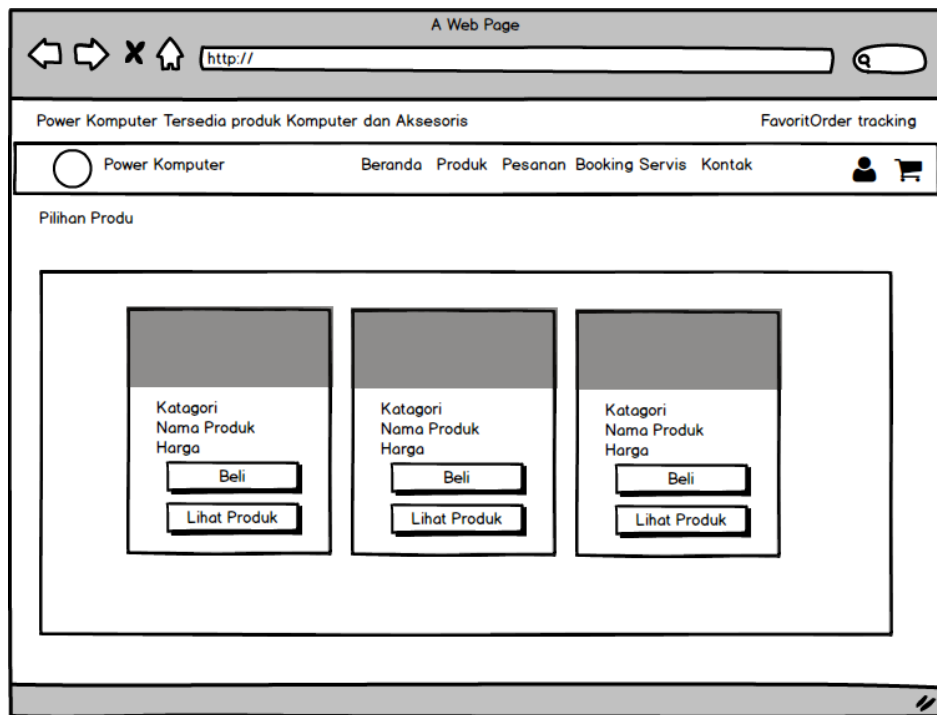 A Web Page
http://
Power Komputer Tersedia produk Komputer dan Aksesoris
FavoritOrder tracking
Power Komputer
Beranda Produk Pesanan Booking Servis Kontak
Pilihan Produ
Katagori
Nama Produk
Harga
Beli
Lihat Produk
Katagori
Nama Produk
Harga
Beli
Lihat Produk
Katagori
Nama Produk
Harga
Beli
Lihat Produk